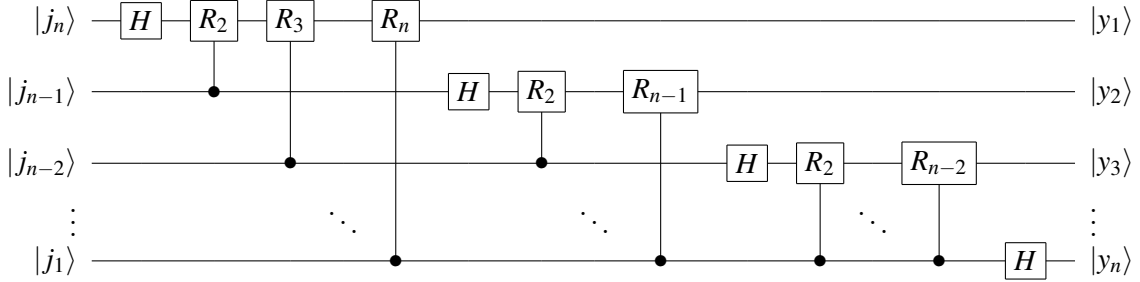 |j_n⟩ H R_2 R_3 R_n |y_1⟩
|j_{n−1}⟩ H R_2 R_{n−1} |y_2⟩
|j_{n−2}⟩ H R_2 R_{n−2} |y_3⟩
⋮ ⋱ ⋱ ⋱ ⋮
|j_1⟩ H |y_n⟩